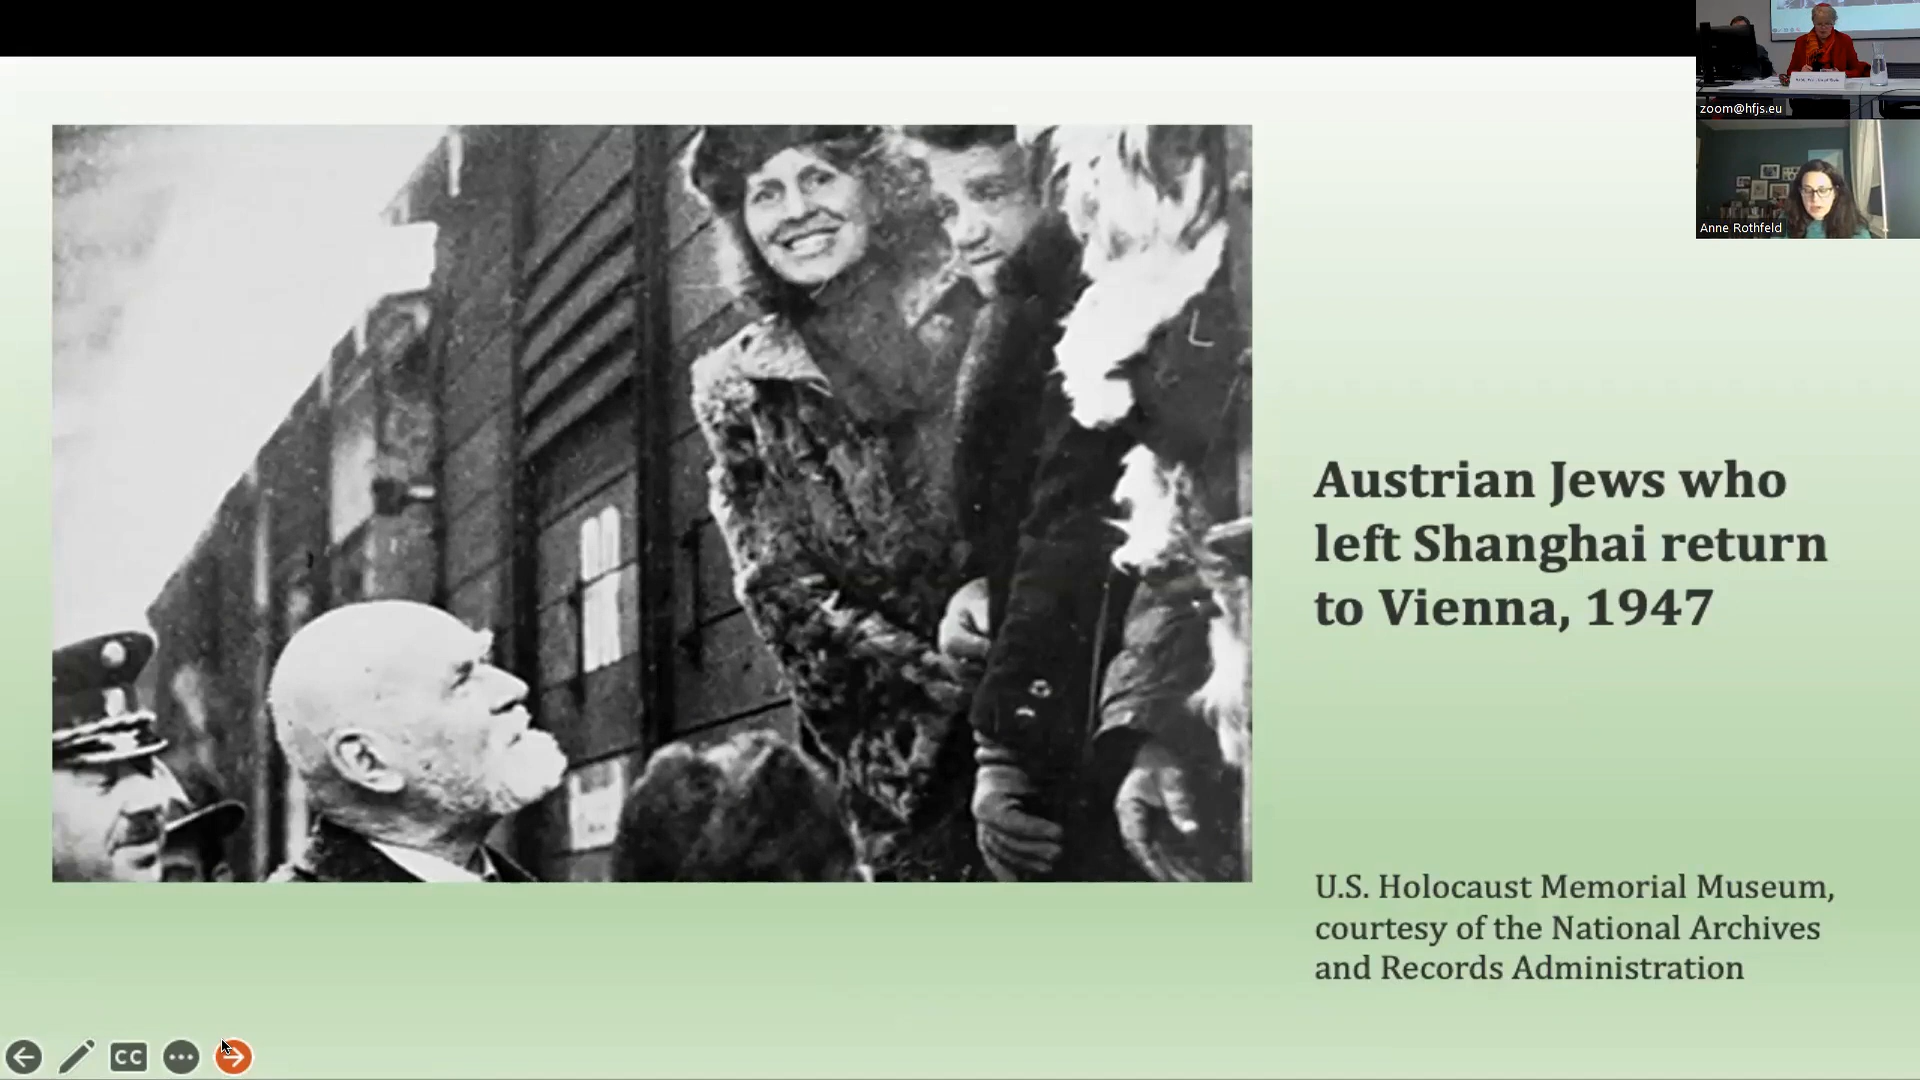 zoom@hfjs.eu
Anne Rothfeld
Austrian Jews who
left Shanghai return
to Vienna, 1947
U.S. Holocaust Memorial Museum,
courtesy of the National Archives
and Records Administration
CC